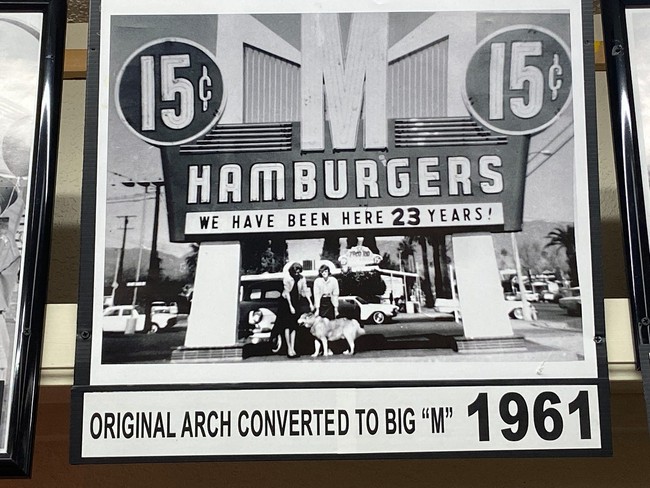 15¢
M
15¢
HAMBURGERS
WE HAVE BEEN HERE 23 YEARS!
ORIGINAL ARCH CONVERTED TO BIG “M” 1961